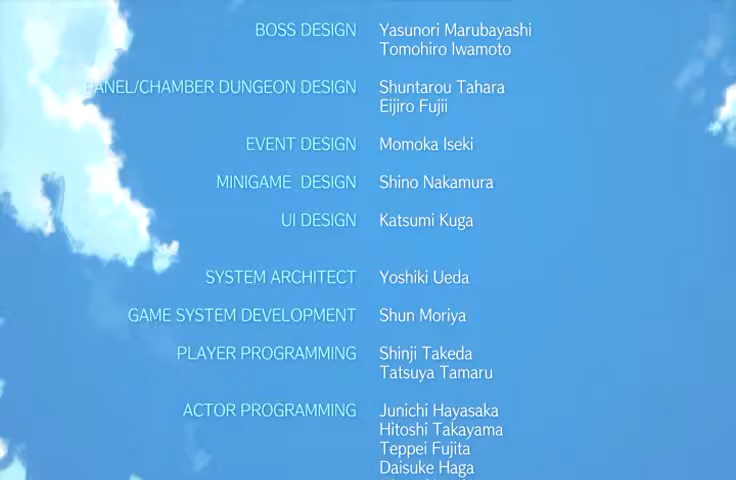 BOSS DESIGN Yasunori Marubayashi
Tomohiro Iwamoto
PANEL/CHAMBER DUNGEON DESIGN Shuntarou Tahara
Eijiro Fujii
EVENT DESIGN Momoka Iseki
MINIGAME DESIGN Shino Nakamura
UI DESIGN Katsumi Kuga
SYSTEM ARCHITECT Yoshiki Ueda
GAME SYSTEM DEVELOPMENT Shun Moriya
PLAYER PROGRAMMING Shinji Takeda
Tatsuya Tamaru
ACTOR PROGRAMMING Junichi Hayasaka
Hitoshi Takayama
Teppei Fujita
Daisuke Haga